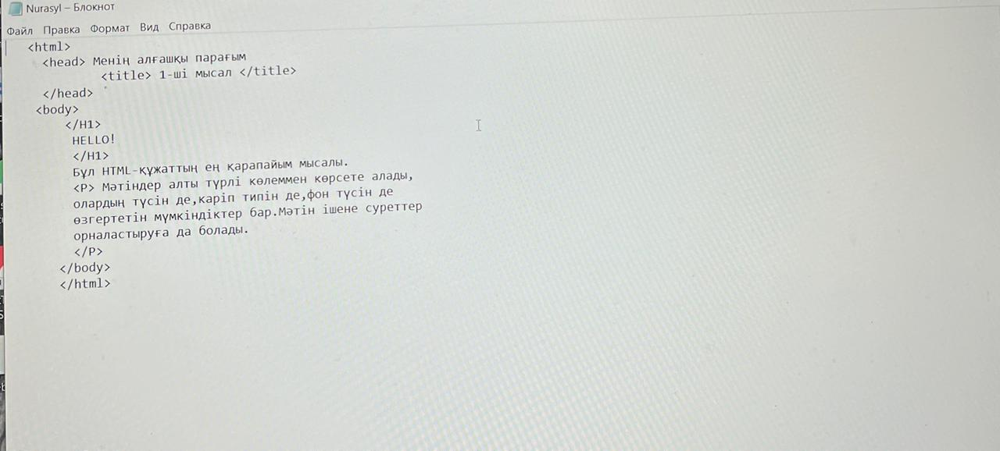 Nurasyl – Блокнот
Файл Правка Формат Вид Справка
<html>
<head> Менің алғашқы парағым
<title> 1-ші мысал </title>
</head>
<body>
</H1>
HELLO!
</H1>
Бұл HTML-құжаттың ең қарапайым мысалы.
<P> Мәтіндер алты түрлі көлеммен көрсете алады,
олардың түсін де,қаріп типін де,фон түсін де
өзгертетін мүмкіндіктер бар.Мәтін ішене суреттер
орналастыруға да болады.
</P>
</body>
</html>